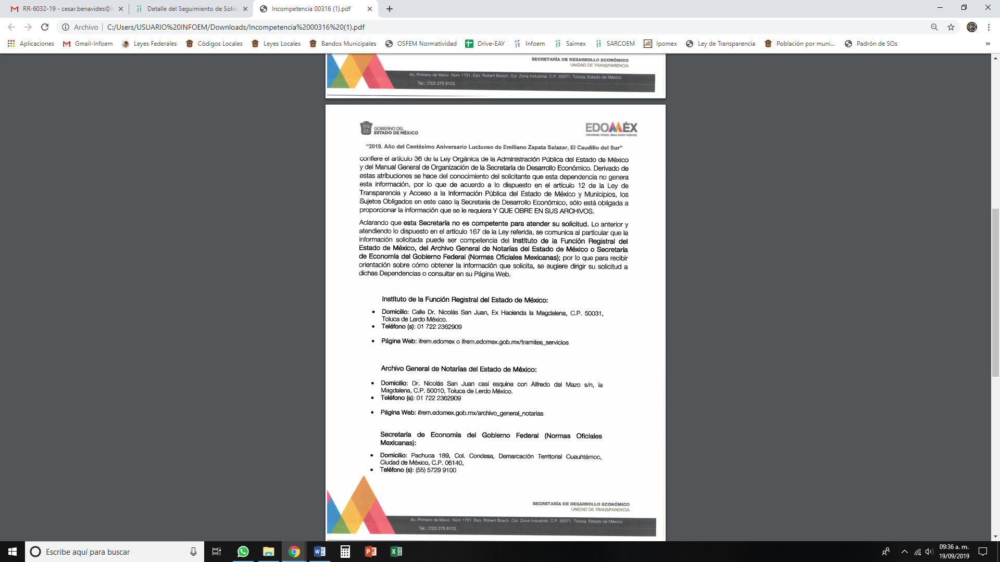 RR-6032-19 - cesar.benavides@i
Detalle del Seguimiento de Solici
Incompetencia 00316 (1).pdf
Archivo
C:/Users/USUARIO%20INFOEM/Downloads/Incompetencia%2000316%20(1).pdf
Aplicaciones
Gmail-Infoem
Leyes Federales
Códigos Locales
Leyes Locales
Bandos Municipales
OSFEM Normatividad
Drive-EAY
Infoem
Saimex
SARCOEM
Ipomex
Ley de Transparencia
Población por muni...
Padrón de SOs
SECRETARÍA DE DESARROLLO ECONÓMICO
UNIDAD DE TRANSPARENCIA
Av. Primero de Mayo Núm 1731. Esq. Robert Bosch. Col. Zona Industrial. C.P. 50071. Toluca. Estado de México.
Tel.: (722) 275 8103.
GOBIERNO DEL
ESTADO DE MÉXICO
EDOMÉX
"2019. Año del Centésimo Aniversario Luctuoso de Emiliano Zapata Salazar, El Caudillo del Sur"
confiere el artículo 36 de la Ley Orgánica de la Administración Pública del Estado de México
y del Manual General de Organización de la Secretaría de Desarrollo Económico. Derivado de
estas atribuciones se hace del conocimiento del solicitante que esta dependencia no genera
esta información, por lo que de acuerdo a lo dispuesto en el artículo 12 de la Ley de
Transparencia y Acceso a la Información Pública del Estado de México y Municipios, los
Sujetos Obligados en este caso la Secretaría de Desarrollo Económico, sólo está obligada a
proporcionar la información que se le requiera Y QUE OBRE EN SUS ARCHIVOS.
Aclarando que esta Secretaría no es competente para atender su solicitud. Lo anterior y
atendiendo lo dispuesto en el artículo 167 de la Ley referida, se comunica al particular que la
información solicitada puede ser competencia del Instituto de la Función Registral del
Estado de México, del Archivo General de Notarías del Estado de México o Secretaría
de Economía del Gobierno Federal (Normas Oficiales Mexicanas); por lo que para recibir
orientación sobre cómo obtener la información que solicita, se sugiere dirigir su solicitud a
dichas Dependencias o consultar en su Página Web.
Instituto de la Función Registral del Estado de México:
• Domicilio: Calle Dr. Nicolás San Juan, Ex Hacienda la Magdalena, C.P. 50031,
Toluca de Lerdo México.
• Teléfono (s): 01 722 2362909
• Página Web: ifrem.edomex o ifrem.edomex.gob.mx/tramites_servicios
Archivo General de Notarías del Estado de México:
• Domicilio: Dr. Nicolás San Juan casi esquina con Alfredo del Mazo s/n, la
Magdalena, C.P. 50010, Toluca de Lerdo México.
• Teléfono (s): 01 722 2362909
• Página Web: ifrem.edomex.gob.mx/archivo_general_notarias
Secretaría de Economía del Gobierno Federal (Normas Oficiales
Mexicanas):
• Domicilio: Pachuca 189, Col. Condesa, Demarcación Territorial Cuauhtémoc,
Ciudad de México, C.P. 06140,
• Teléfono (s): (55) 5729 9100
SECRETARÍA DE DESARROLLO ECONÓMICO
UNIDAD DE TRANSPARENCIA
Av. Primero de Mayo Núm 1731. Esq. Robert Bosch. Col. Zona Industrial. C.P. 50071. Toluca. Estado de México.
Tel.: (722) 275 8103.
Escribe aquí para buscar
09:36 a. m.
19/09/2019